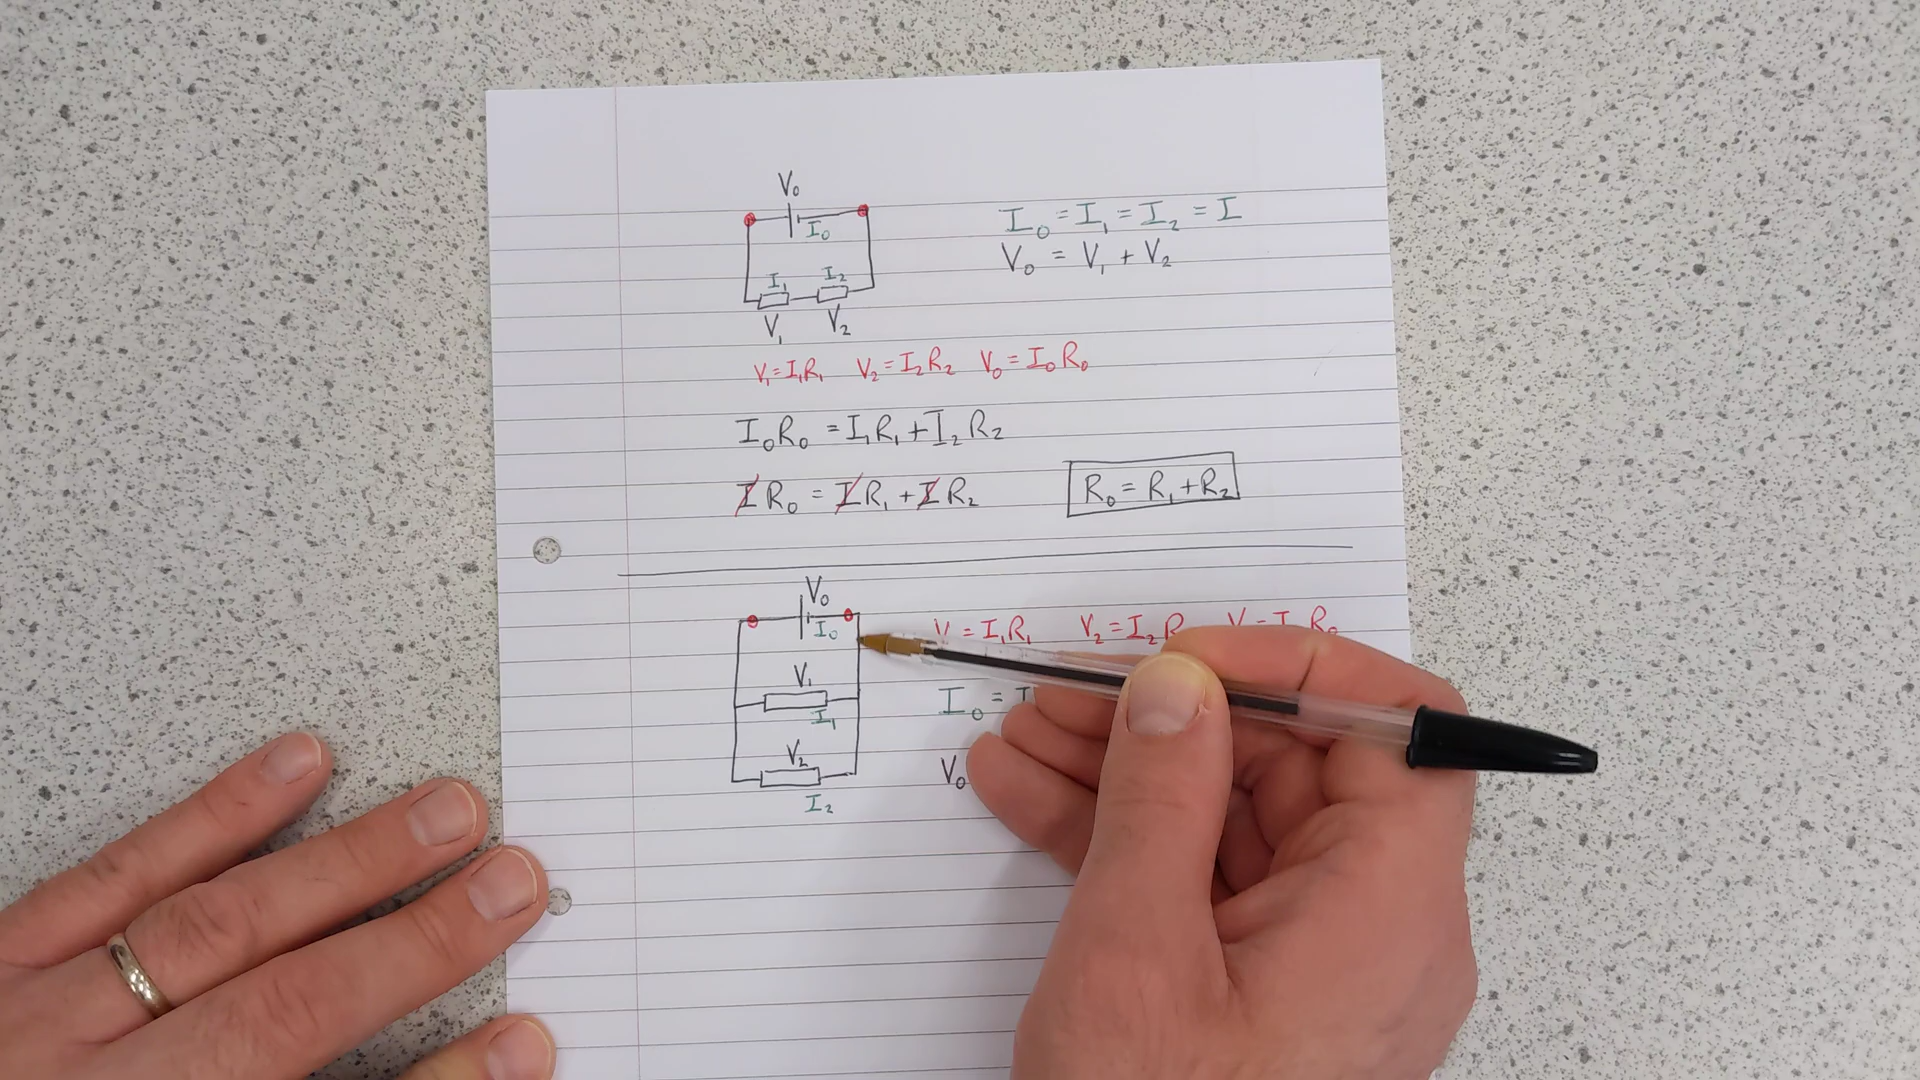 V₀
I₀
I₁ I₂
V₁ V₂
I₀ = I₁ = I₂ = I
V₀ = V₁ + V₂
V₁ = I₁R₁ V₂ = I₂R₂ V₀ = I₀R₀
I₀R₀ = I₁R₁ + I₂R₂
IR₀ = IR₁ + IR₂
R₀ = R₁ + R₂
V₀
I₀
V₁
I₁
V₂
I₂
= I₁R₁ V₂ = I₂R
I₀ =
V₀